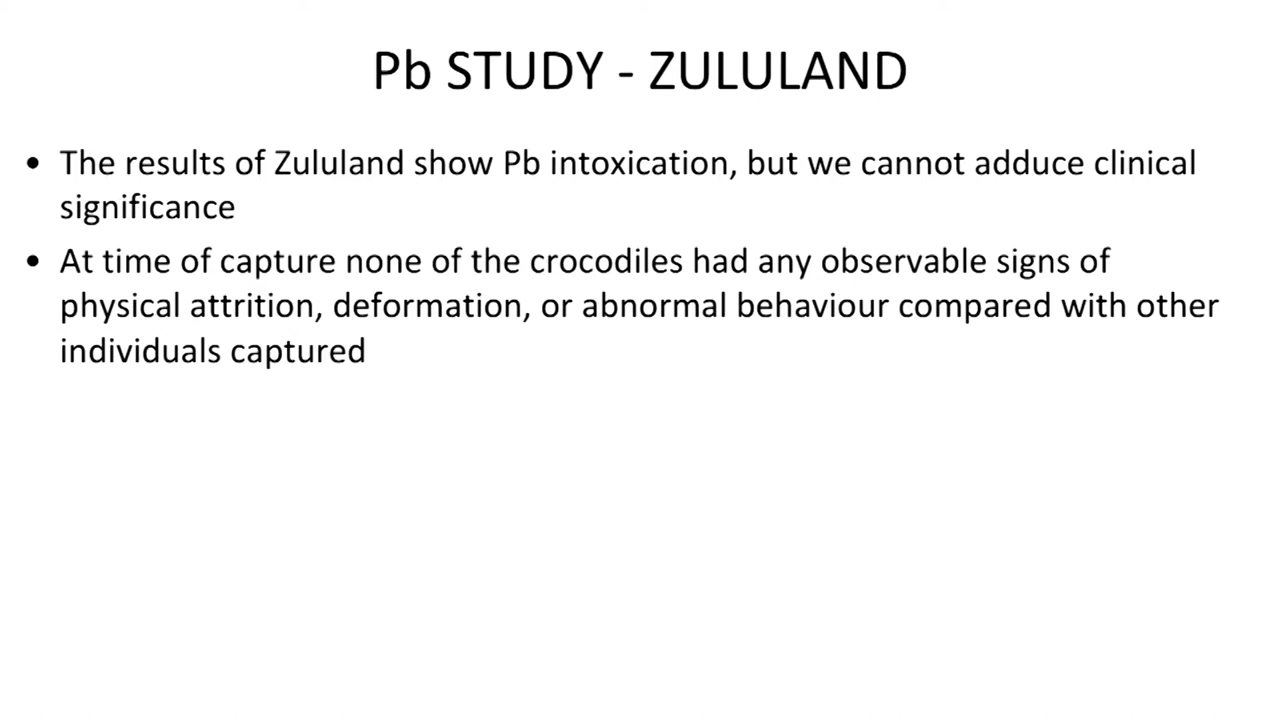 Pb STUDY - ZULULAND
• The results of Zululand show Pb intoxication, but we cannot adduce clinical
significance
• At time of capture none of the crocodiles had any observable signs of
physical attrition, deformation, or abnormal behaviour compared with other
individuals captured